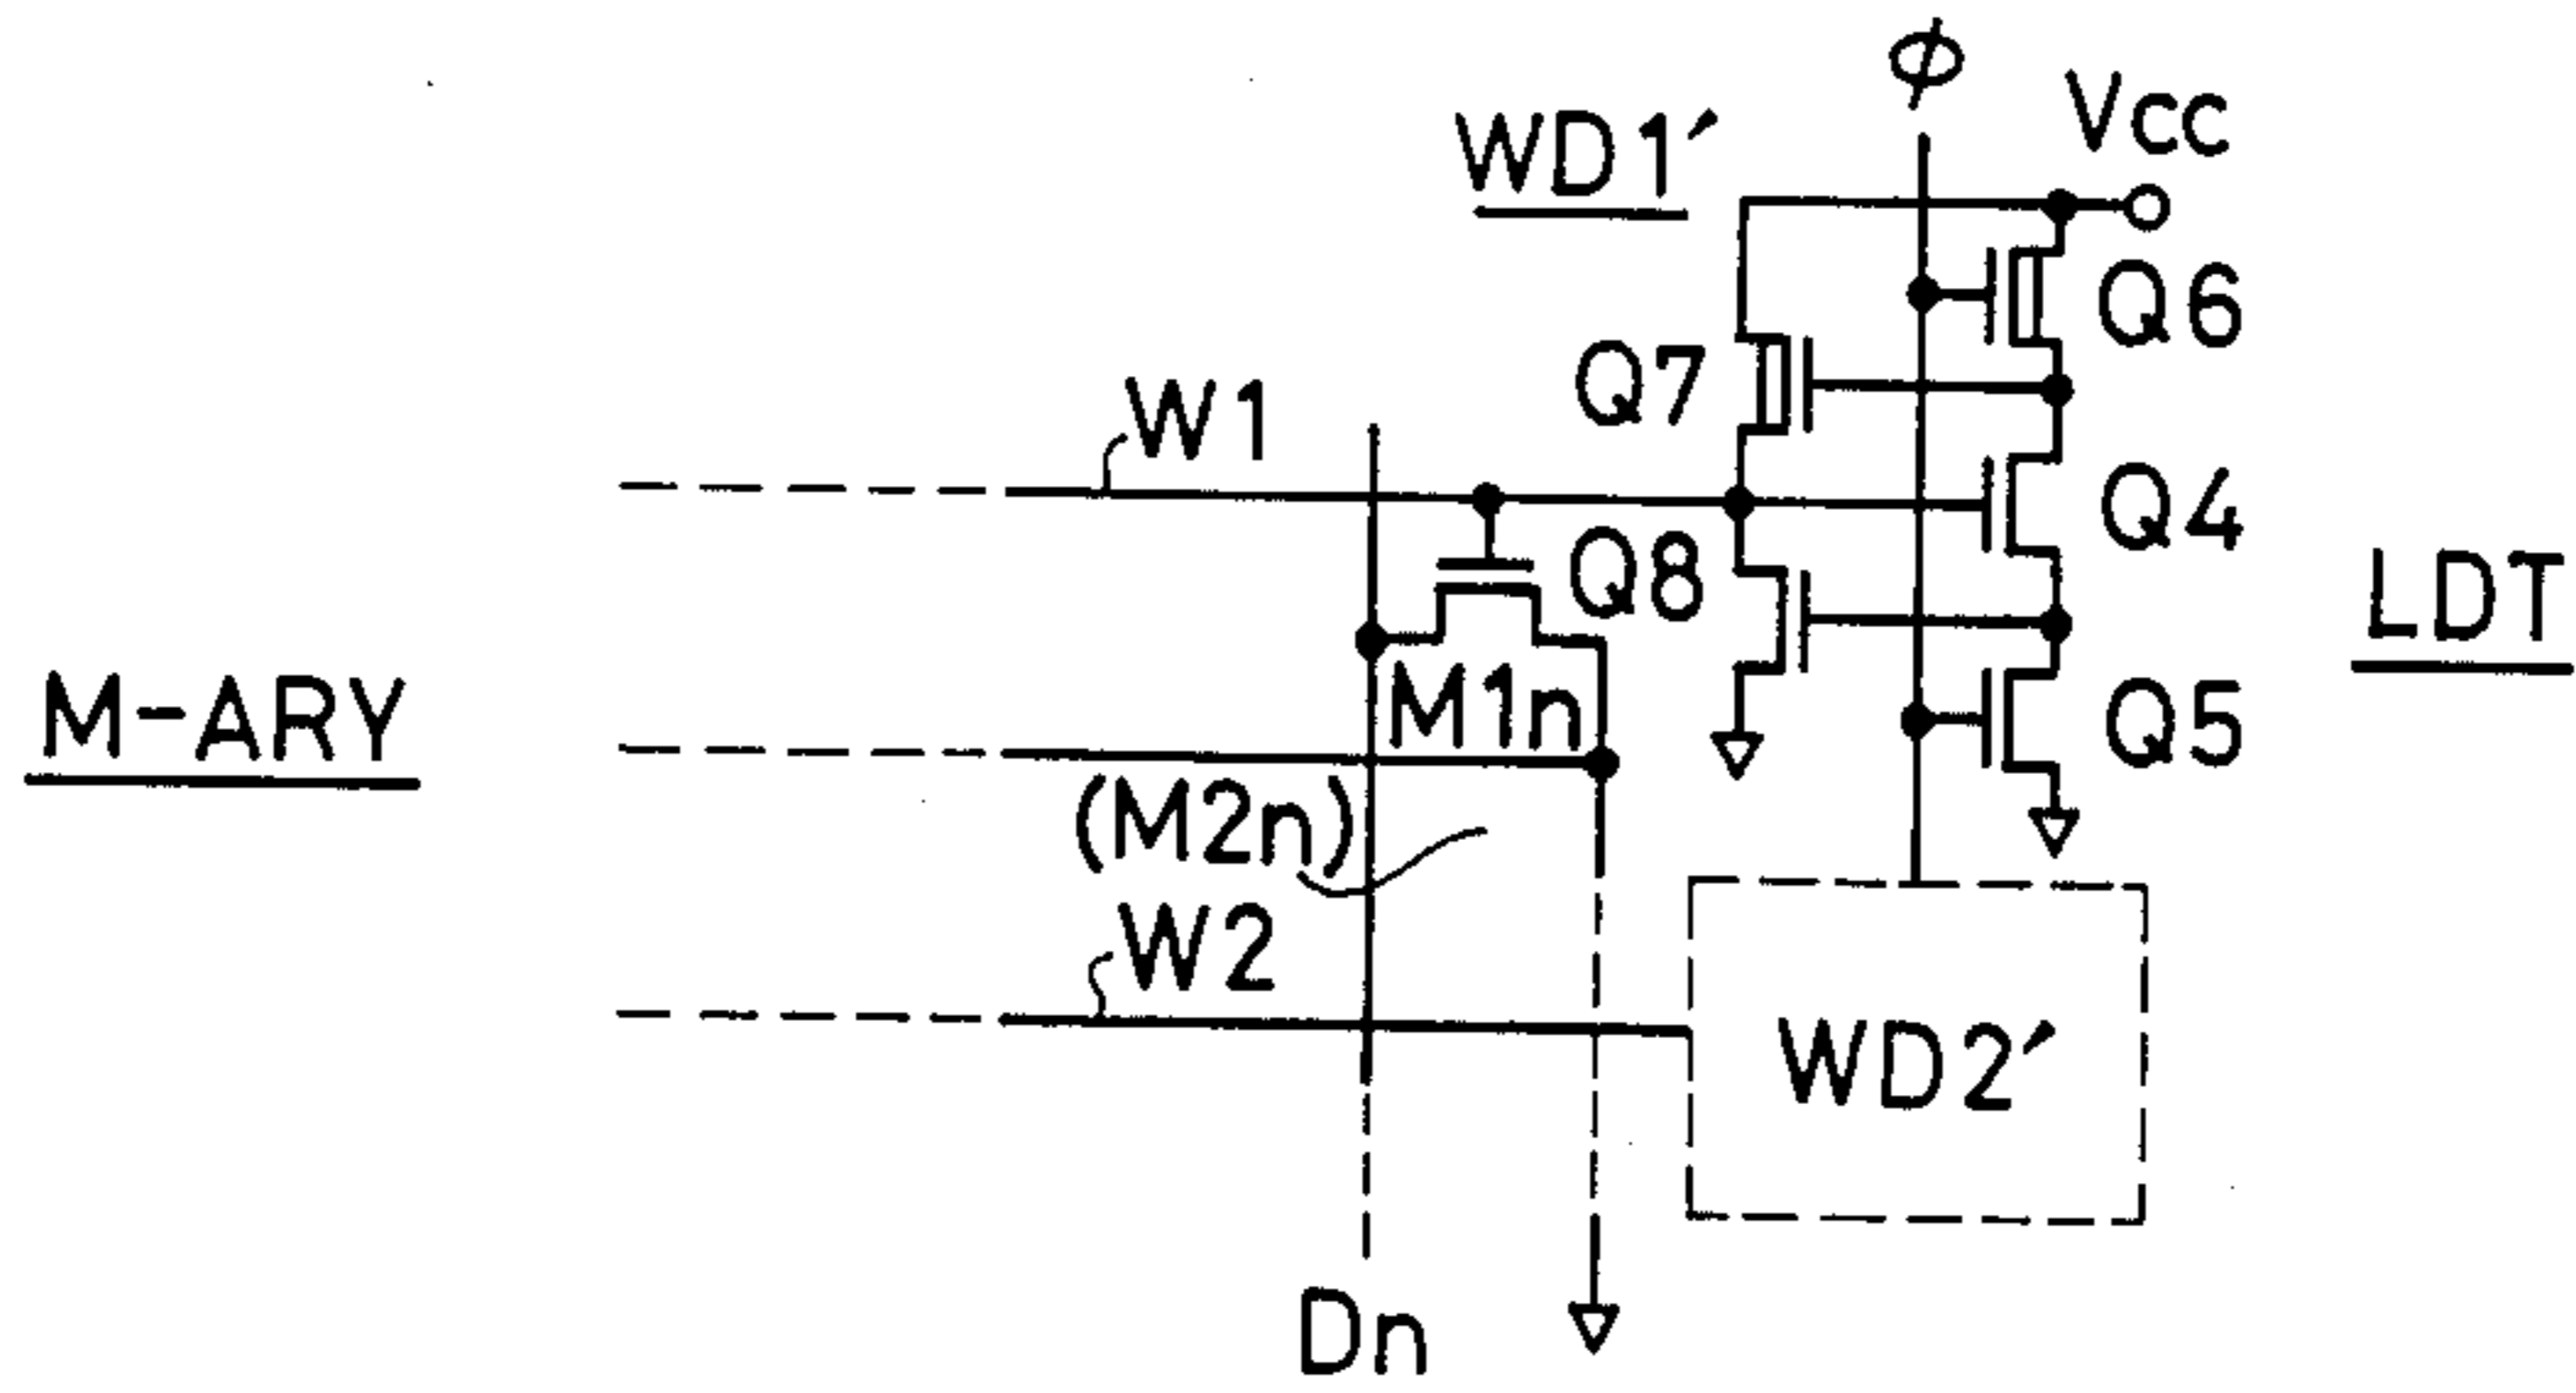 ϕ
Vcc
WD1′
Q6
Q7
W1
Q4
Q8
LDT
M-ARY
M1n
Q5
(M2n)
W2
WD2′
Dn